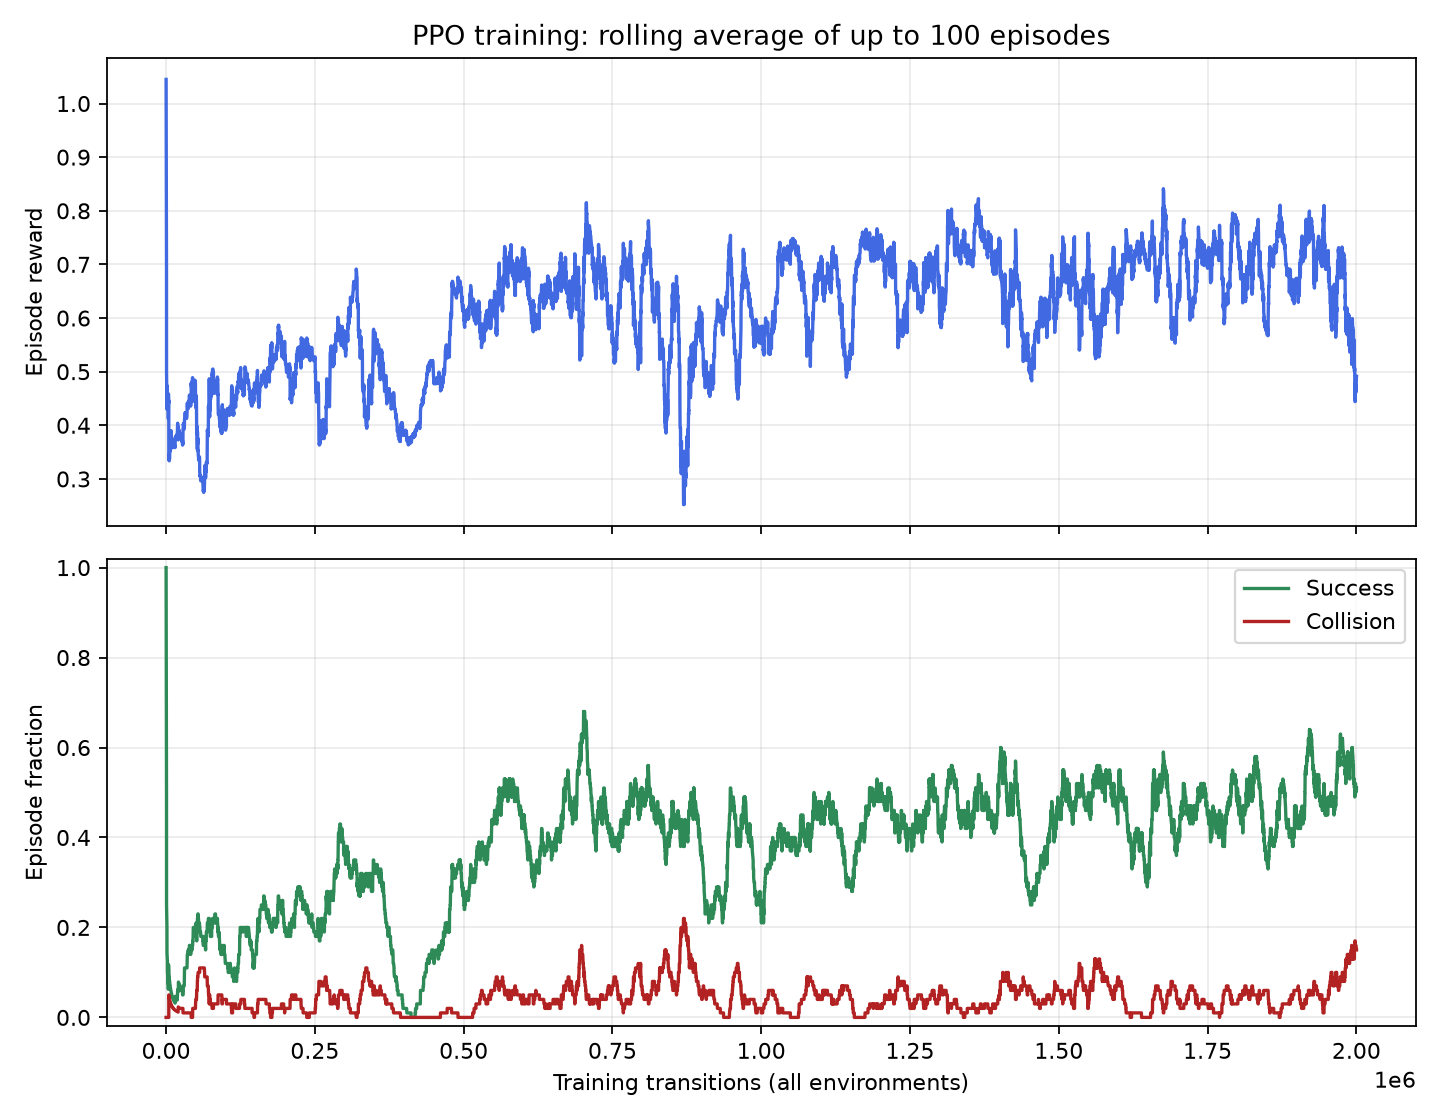 PPO training: rolling average of up to 100 episodes
Episode reward
1.0
0.9
0.8
0.7
0.6
0.5
0.4
0.3
Episode fraction
1.0
0.8
0.6
0.4
0.2
0.0
Success
Collision
0.00 0.25 0.50 0.75 1.00 1.25 1.50 1.75 2.00
1e6
Training transitions (all environments)